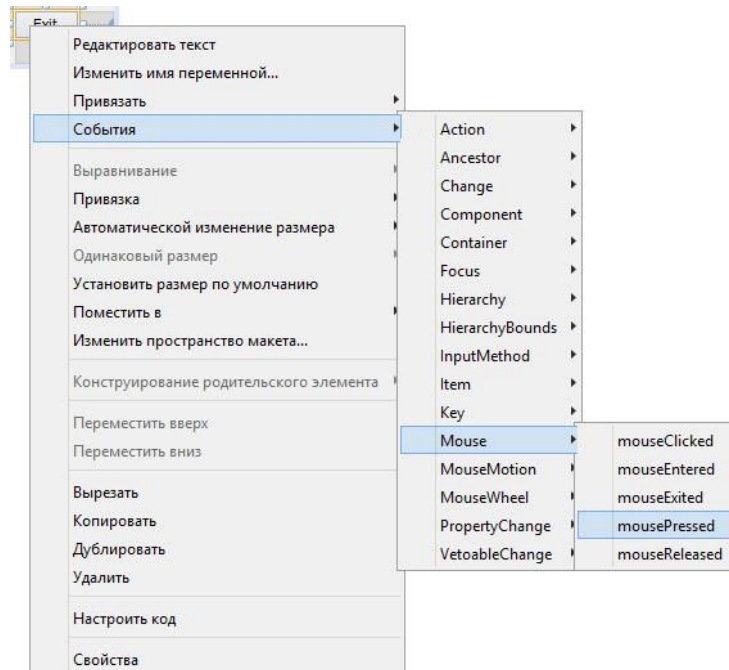 Exit
Редактировать текст
Изменить имя переменной...
Привязать
События
Выравнивание
Привязка
Автоматической изменение размера
Одинаковый размер
Установить размер по умолчанию
Поместить в
Изменить пространство макета...
Конструирование родительского элемента
Переместить вверх
Переместить вниз
Вырезать
Копировать
Дублировать
Удалить
Настроить код
Свойства
Action
Ancestor
Change
Component
Container
Focus
Hierarchy
HierarchyBounds
InputMethod
Item
Key
Mouse
MouseMotion
MouseWheel
PropertyChange
VetoableChange
mouseClicked
mouseEntered
mouseExited
mousePressed
mouseReleased